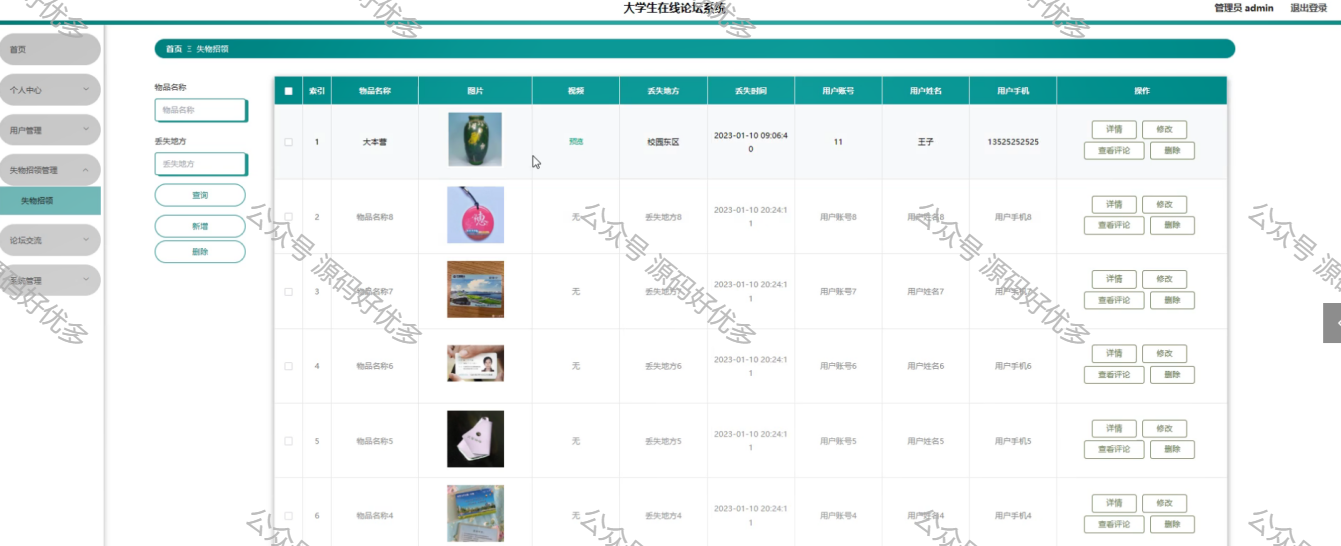 大学生在线论坛系统
管理员 admin 退出登录
首页
个人中心
用户管理
失物招领管理
失物招领
论坛交流
系统管理
首页 Ξ 失物招领
物品名称
物品名称
丢失地方
丢失地方
查询
新增
删除
索引 物品名称 图片 视频 丢失地方 丢失时间 用户账号 用户姓名 用户手机 操作
1 大本营 预览 校园东区 2023-01-10 09:06:4
0 11 王子 13525252525 详情 修改
查看评论 删除
2 物品名称8 无 丢失地方8 2023-01-10 20:24:1
1 用户账号8 用户姓名8 用户手机8 详情 修改
查看评论 删除
3 物品名称7 无 丢失地方7 2023-01-10 20:24:1
1 用户账号7 用户姓名7 用户手机7 详情 修改
查看评论 删除
4 物品名称6 无 丢失地方6 2023-01-10 20:24:1
1 用户账号6 用户姓名6 用户手机6 详情 修改
查看评论 删除
5 物品名称5 无 丢失地方5 2023-01-10 20:24:1
1 用户账号5 用户姓名5 用户手机5 详情 修改
查看评论 删除
6 物品名称4 无 丢失地方4 2023-01-10 20:24:1
1 用户账号4 用户姓名4 用户手机4 详情 修改
查看评论 删除
公众号 源码好优多
公众号 源码好优多
公众号 源码好优多